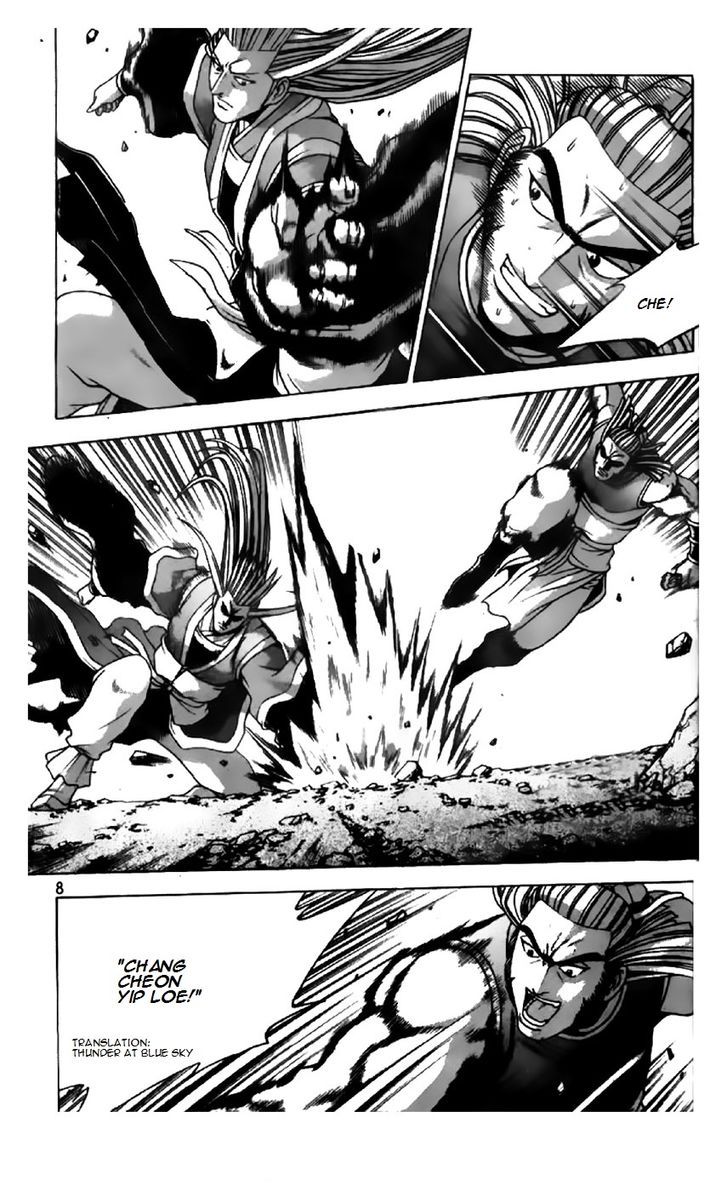 CHE!
8
"CHANG
CHEON
YIP LOE!"
TRANSLATION:
THUNDER AT BLUE SKY